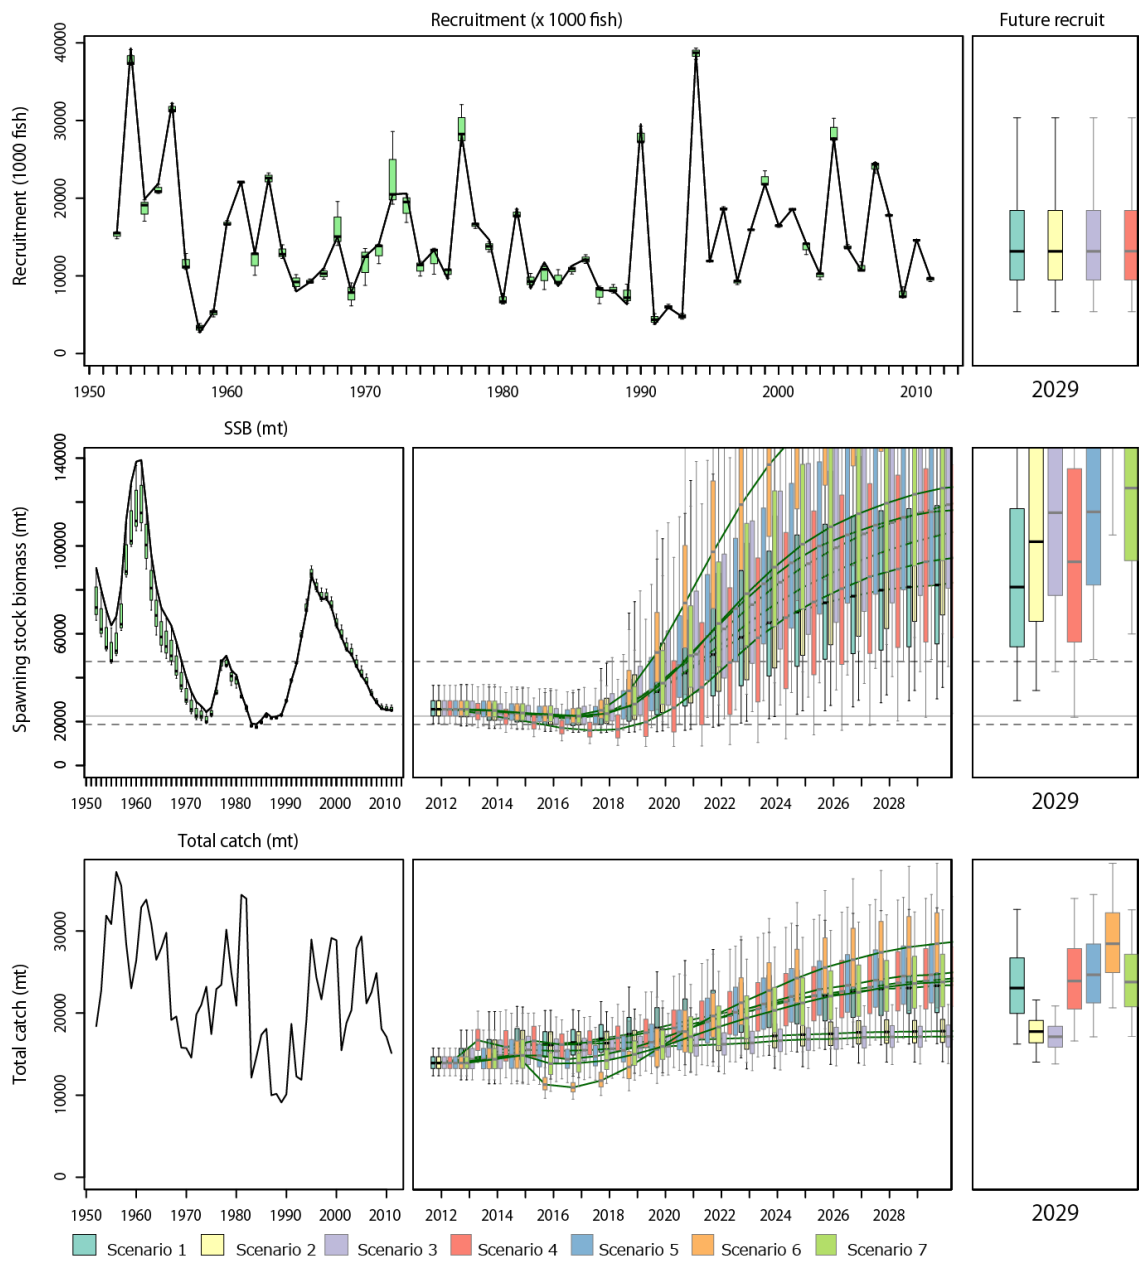 Recruitment (x 1000 fish) Future recruit
Recruitment (1000 fish)
40000
30000
20000
10000
0
1950 1960 1970 1980 1990 2000 2010 2029
SSB (mt)
Spawning stock biomass (mt)
140000
100000
60000
20000
0
1950 1960 1970 1980 1990 2000 2010 2012 2014 2016 2018 2020 2022 2024 2026 2028 2029
Total catch (mt)
Total catch (mt)
30000
20000
10000
0
1950 1960 1970 1980 1990 2000 2010 2012 2014 2016 2018 2020 2022 2024 2026 2028 2029
Scenario 1 Scenario 2 Scenario 3 Scenario 4 Scenario 5 Scenario 6 Scenario 7